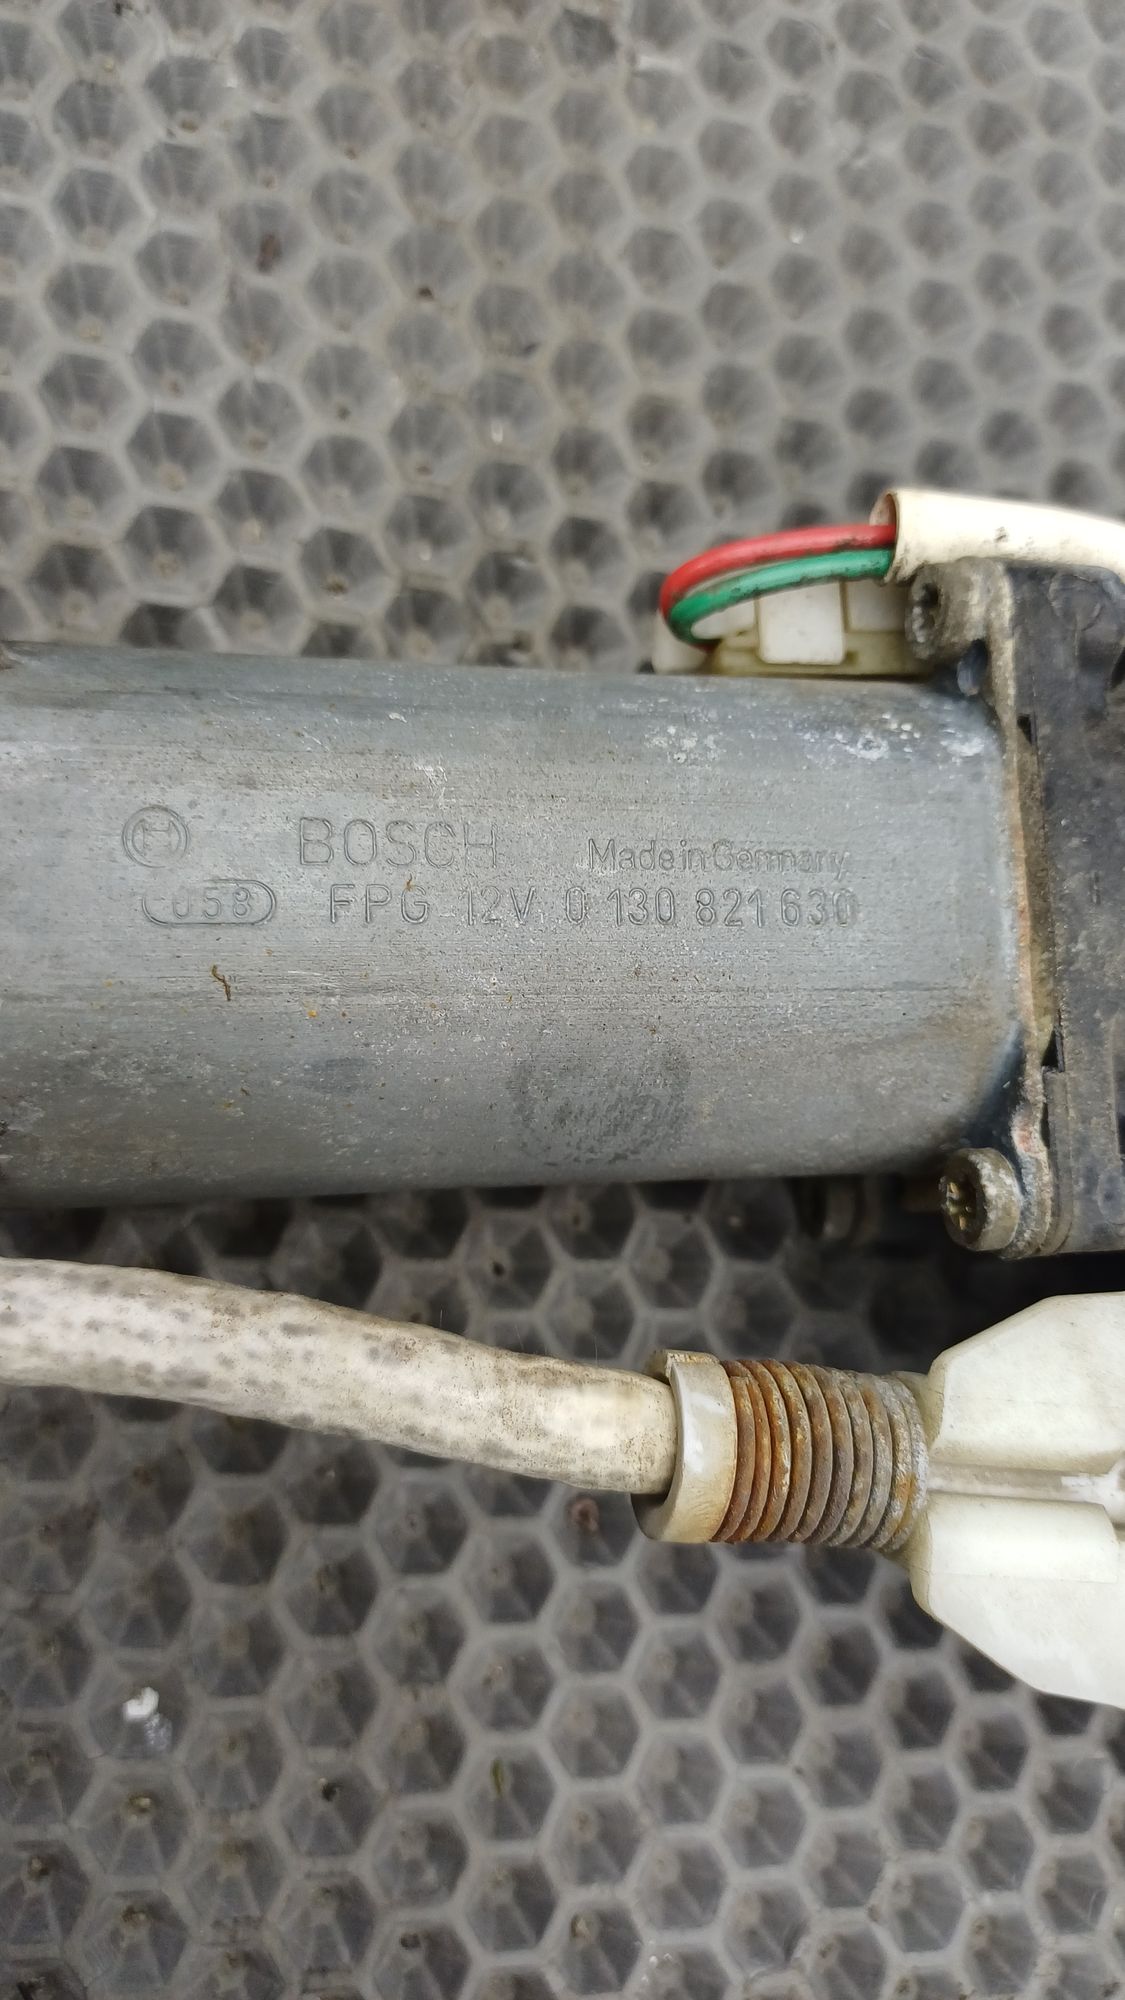 BOSCH Made in Germany
058 FPG 12V 0 130 821 630